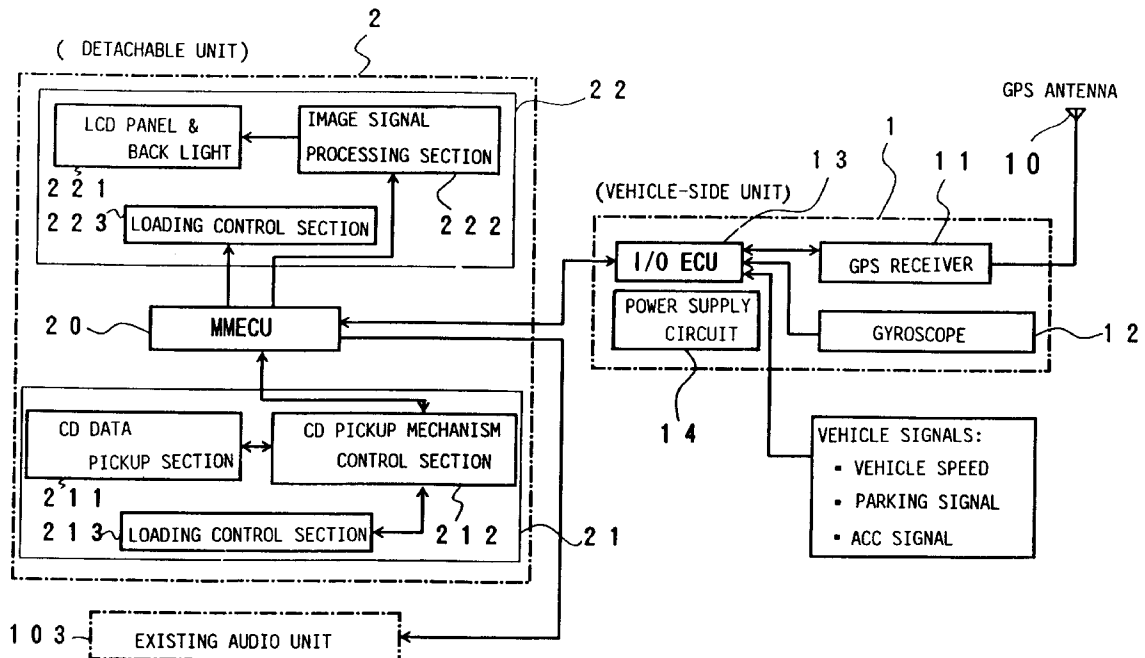 ( DETACHABLE UNIT)
2
2 2
LCD PANEL &
BACK LIGHT
IMAGE SIGNAL
PROCESSING SECTION
2 2 1
2 2 3
LOADING CONTROL SECTION
2 2 2
2 0
MMECU
CD DATA
PICKUP SECTION
CD PICKUP MECHANISM
CONTROL SECTION
2 1 1
2 1 3
LOADING CONTROL SECTION
2 1 2
2 1
1 0 3
EXISTING AUDIO UNIT
GPS ANTENNA
1 0
(VEHICLE-SIDE UNIT)
1 3
1
1 1
I/O ECU
GPS RECEIVER
POWER SUPPLY
CIRCUIT
GYROSCOPE
1 2
1 4
VEHICLE SIGNALS:
▪ VEHICLE SPEED
▪ PARKING SIGNAL
▪ ACC SIGNAL